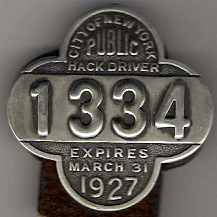 CITY OF NEW YORK
PUBLIC
HACK DRIVER
1334
EXPIRES
MARCH 31
1927